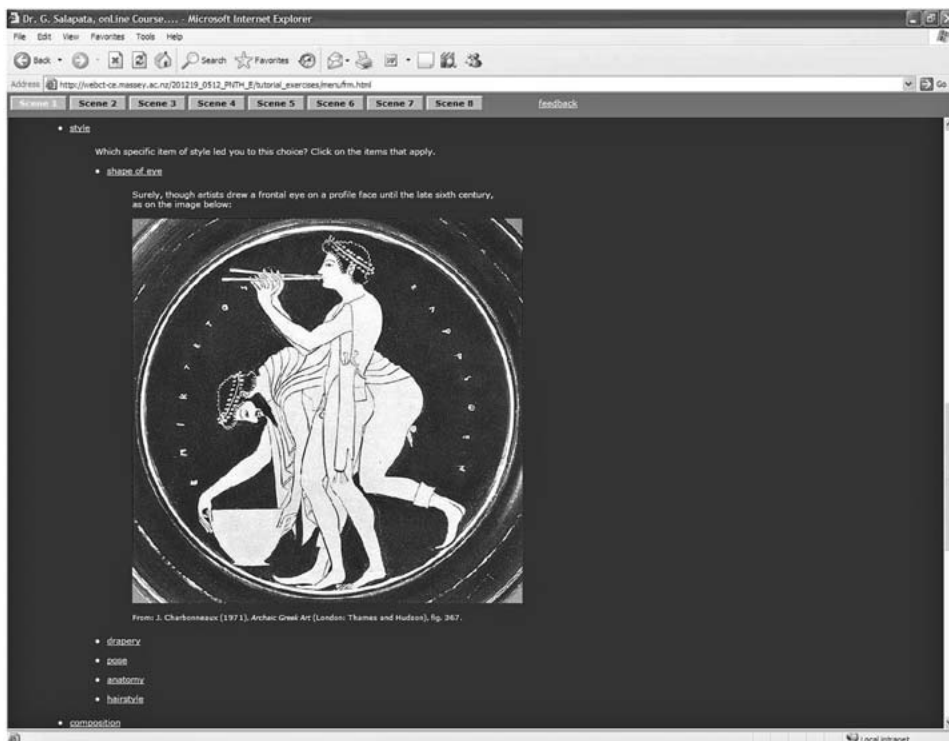 Dr. G. Salapata, onLine Course.... - Microsoft Internet Explorer
File Edit View Favorites Tools Help
Back Search Favorites
Address http://webct-ce.massey.ac.nz/201219_0512_PNTH_E/tutorial_exercises/menufrm.html Go
Scene 1 Scene 2 Scene 3 Scene 4 Scene 5 Scene 6 Scene 7 Scene 8 feedback
• style
Which specific item of style led you to this choice? Click on the items that apply.
• shape of eye
Surely, though artists drew a frontal eye on a profile face until the late sixth century,
as on the image below:
From: J. Charbonneaux (1971), Archaic Greek Art (London: Thames and Hudson), fig. 367.
• drapery
• pose
• anatomy
• hairstyle
• composition
Local intranet